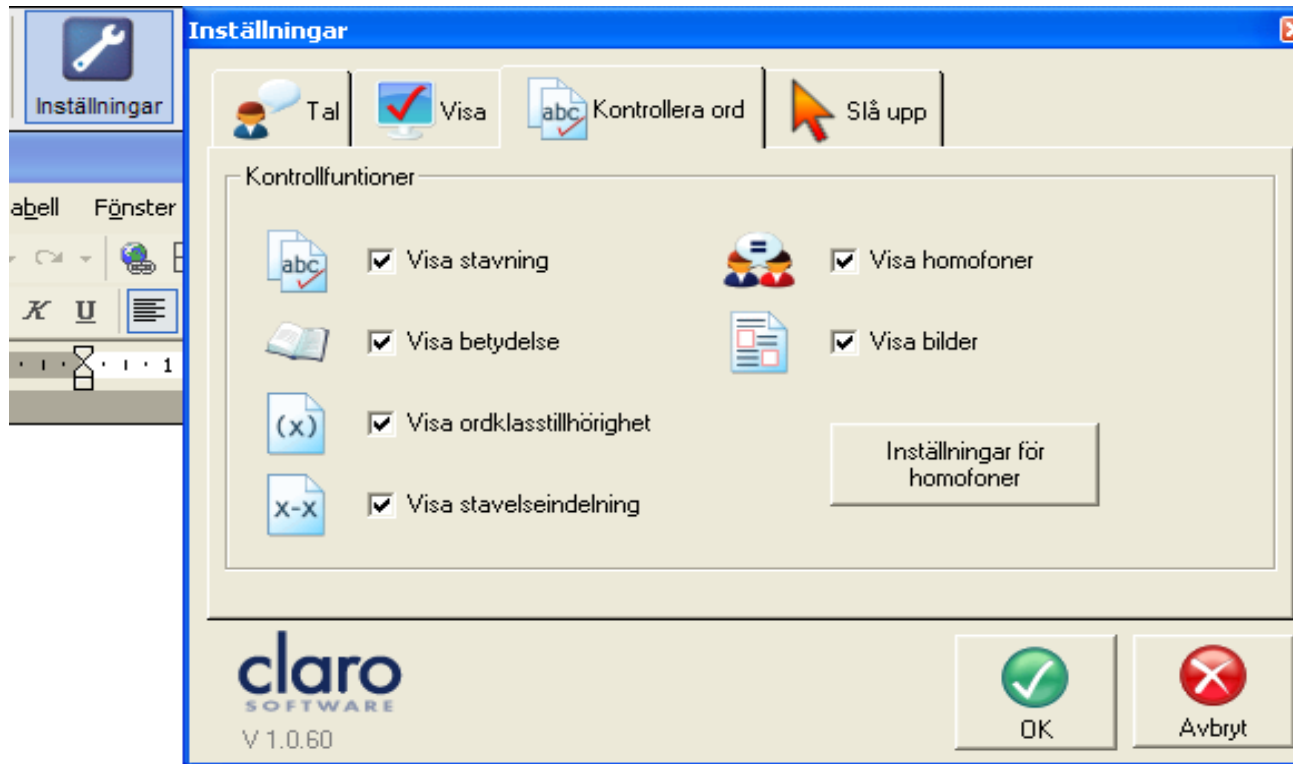 Inställningar
Inställningar
Tal
Visa
abc
Kontrollera ord
Slå upp
abell Fönster
K U
1
Kontrollfuntioner
abc
Visa stavning
=
Visa homofoner
Visa betydelse
Visa bilder
(x)
Visa ordklasstillhörighet
Inställningar för
homofoner
x-x
Visa stavelseindelning
claro
SOFTWARE
V 1.0.60
OK
Avbryt